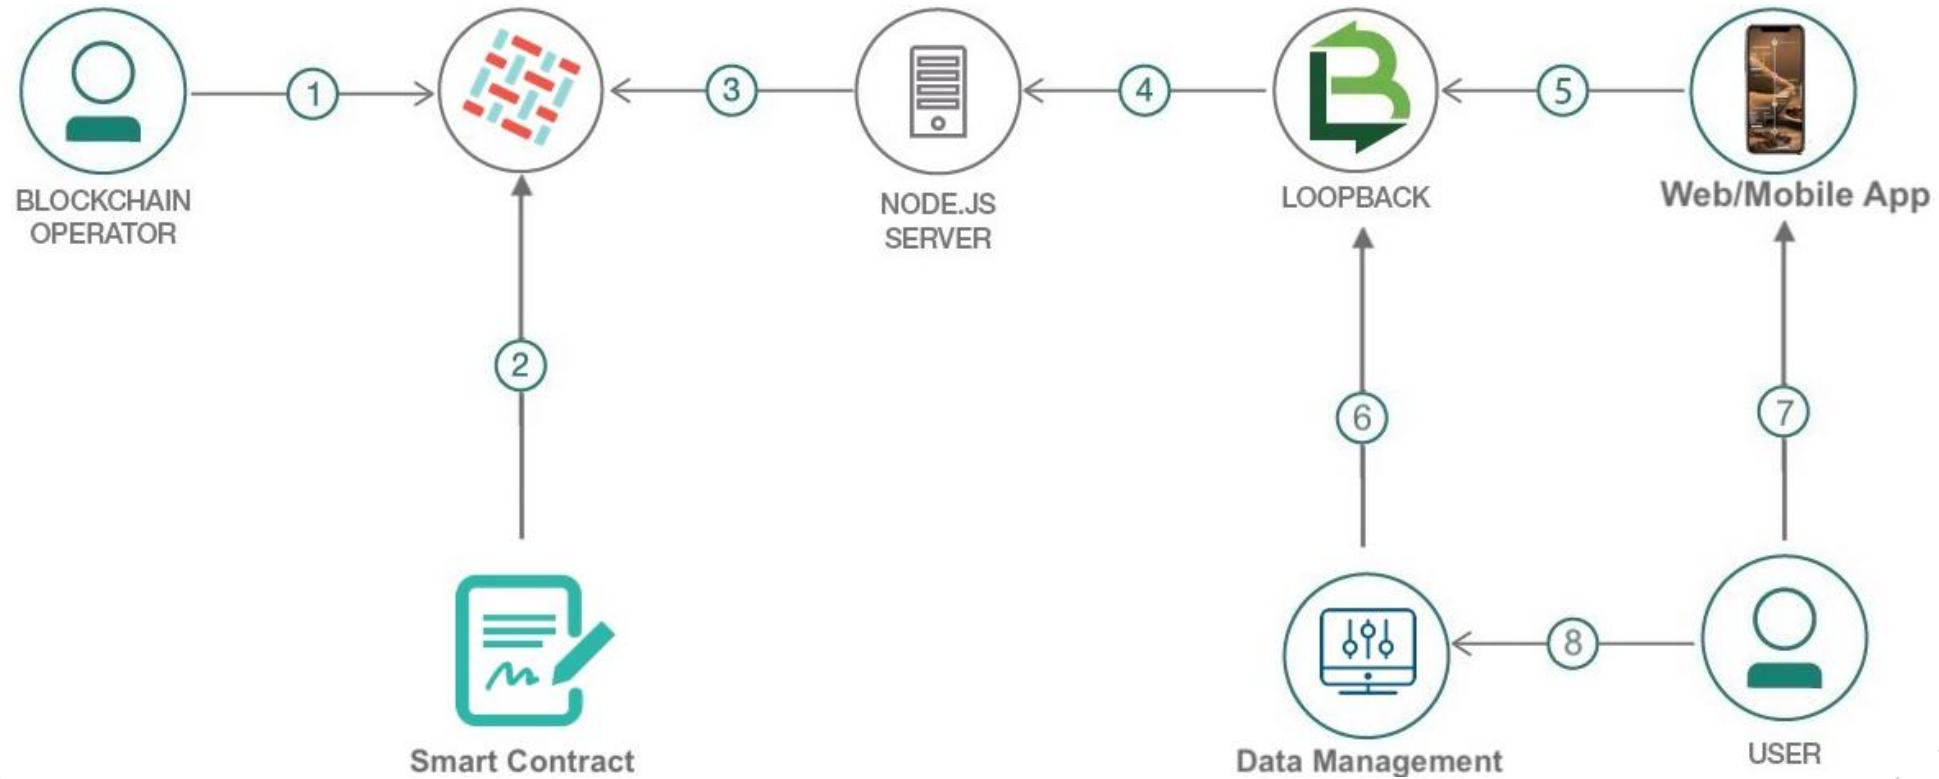 1
3
4
5
BLOCKCHAIN
OPERATOR
NODE.JS
SERVER
LOOPBACK
Web/Mobile App
2
6
7
8
Smart Contract
Data Management
USER